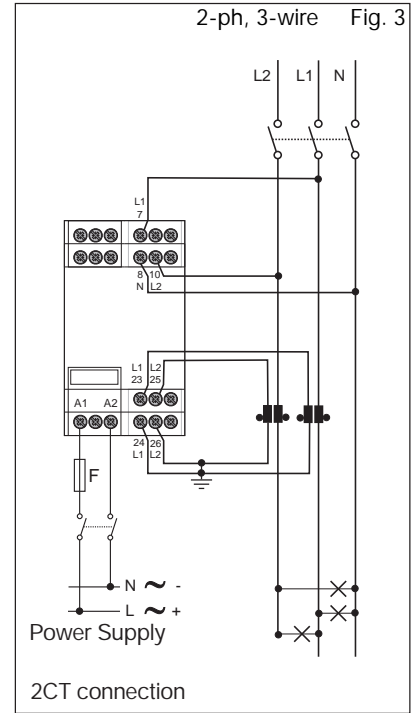 2-ph, 3-wire Fig. 3
L2 L1 N
L1
7
8 10
N L2
L1 L2
23 25
A1 A2
24 26
L1 L2
F
N ~ -
L ~ +
Power Supply
2CT connection